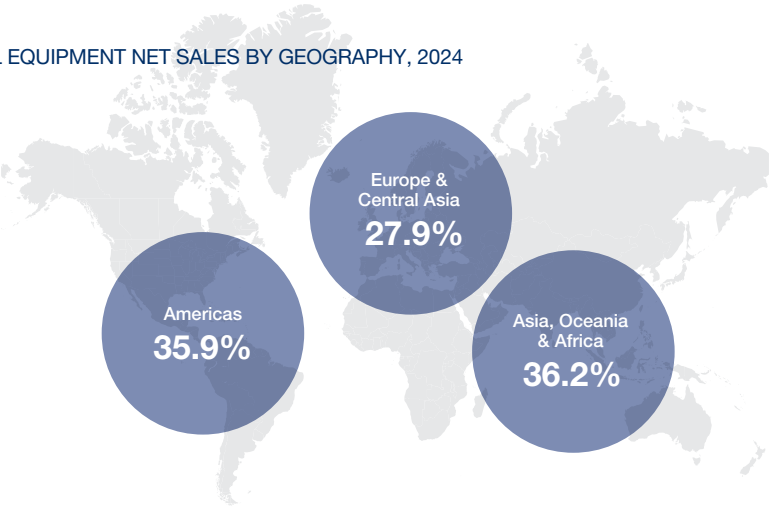 EQUIPMENT NET SALES BY GEOGRAPHY, 2024
Europe &
Central Asia
27.9%
Americas
35.9%
Asia, Oceania
& Africa
36.2%